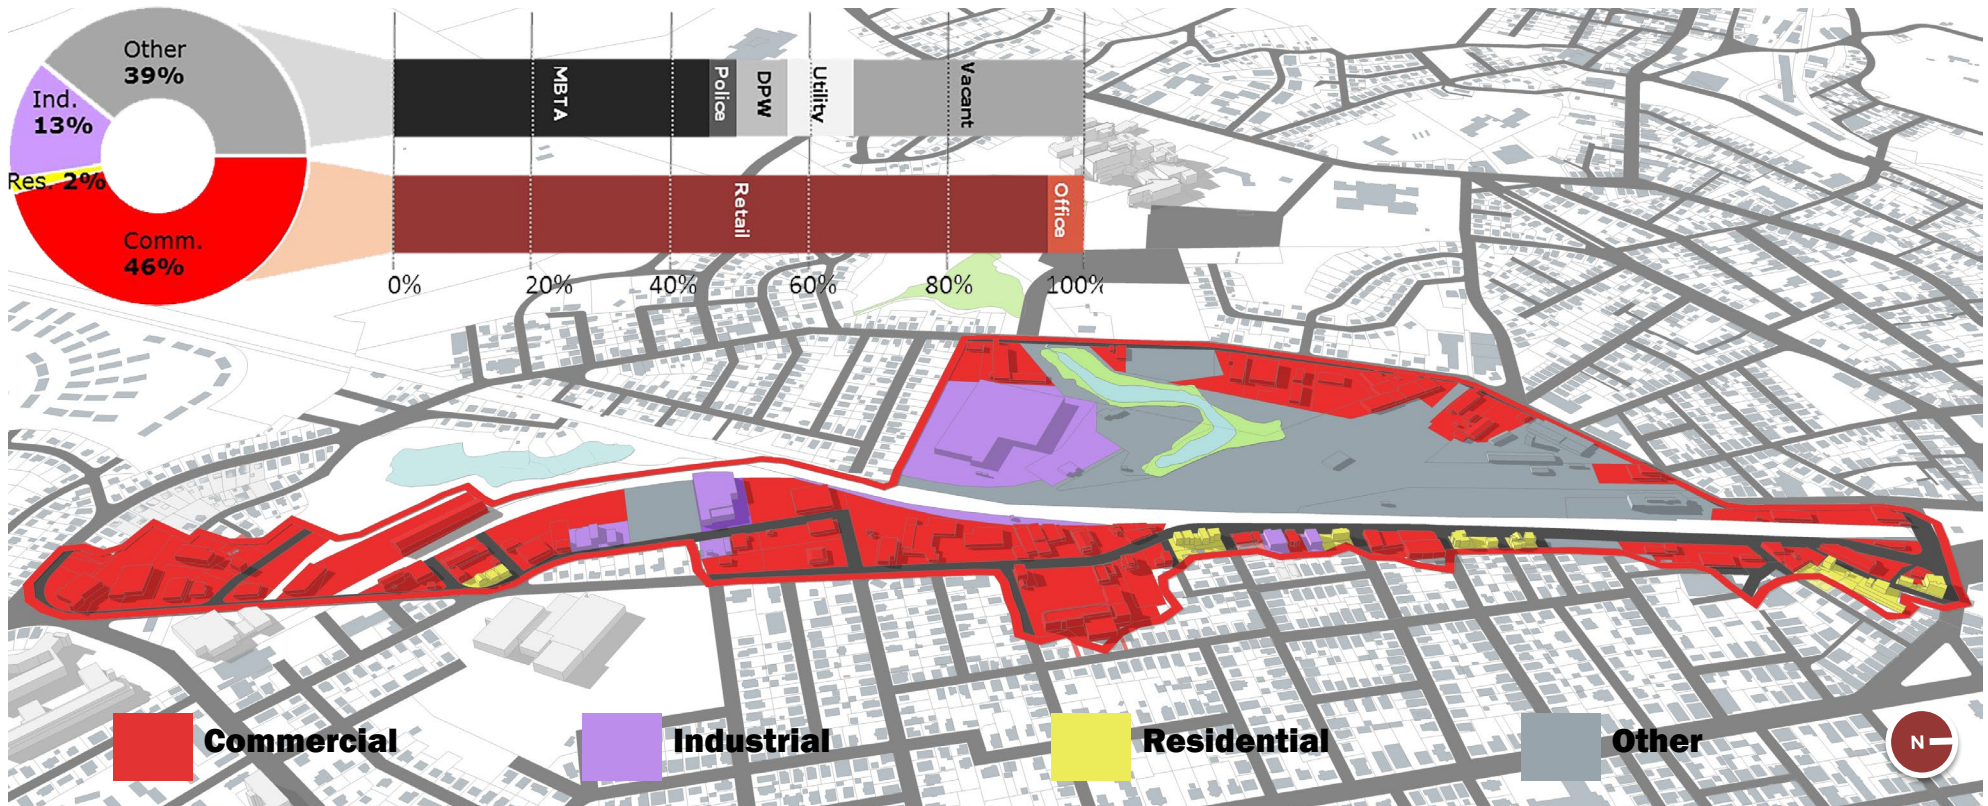 Other
39%
Ind.
13%
Res. 2%
Comm.
46%
MBTA
Police
DPW
Utility
Vacant
Retail
Office
0%
20%
40%
60%
80%
100%
Commercial
Industrial
Residential
Other
N